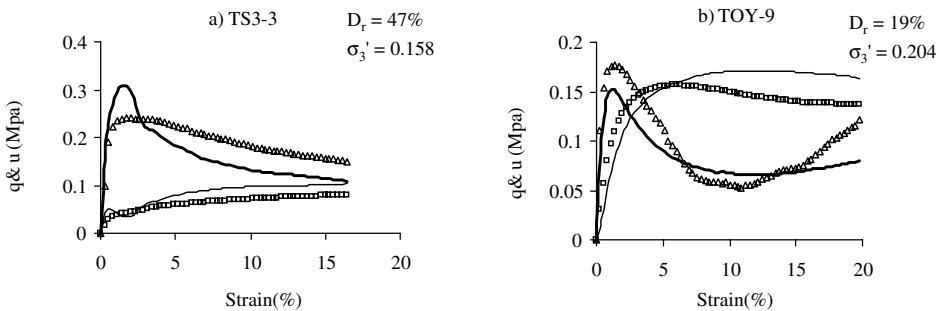 a) TS3-3
D_r = 47%
σ_3' = 0.158
0.4
0.3
0.2
0.1
0
0 5 10 15 20
q& u (Mpa)
Strain(%)
b) TOY-9
D_r = 19%
σ_3' = 0.204
0.2
0.15
0.1
0.05
0
0 5 10 15 20
q& u (Mpa)
Strain(%)